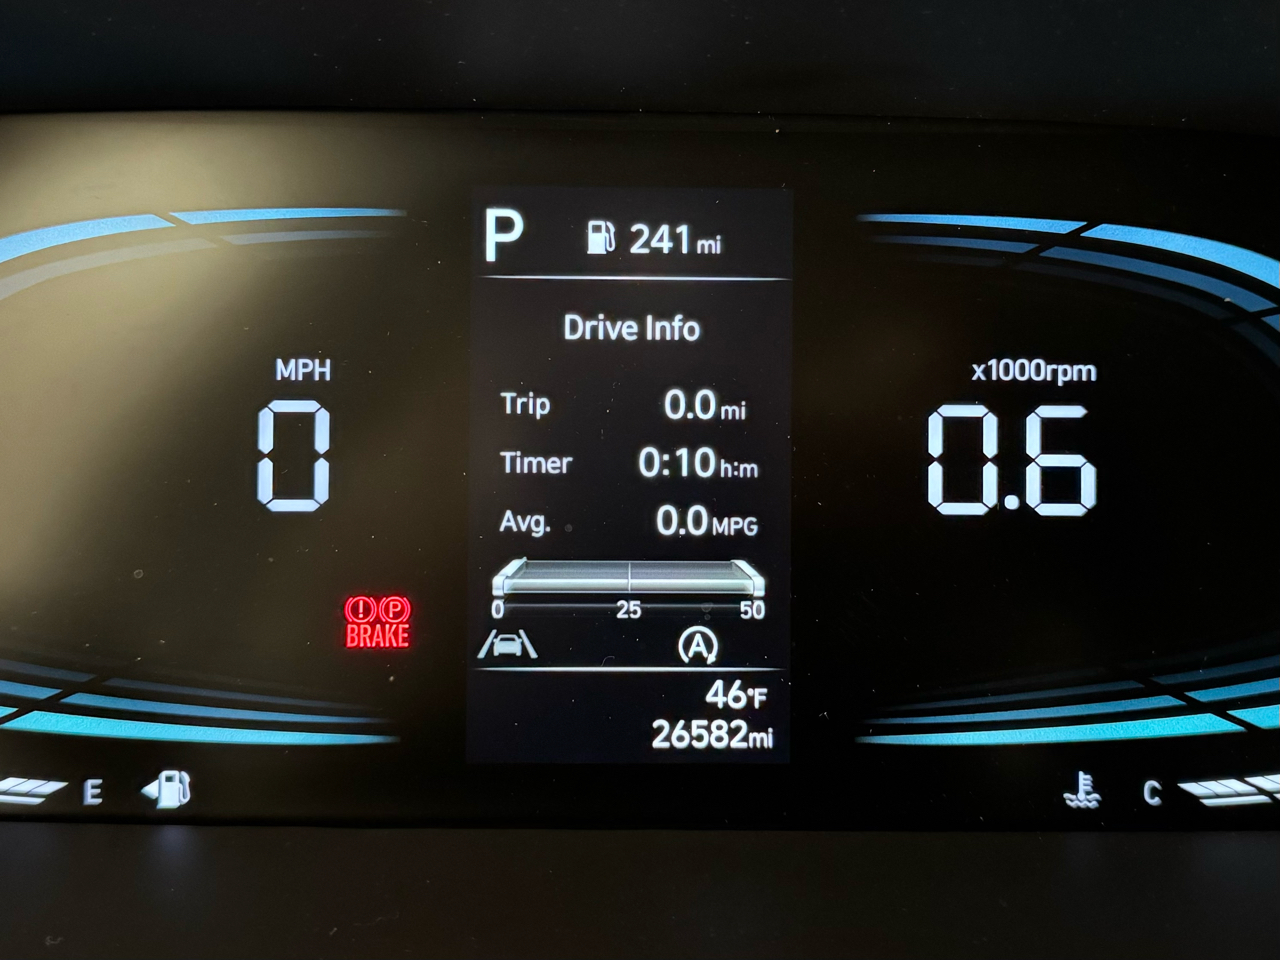 P 241 mi
Drive Info
MPH
0
x1000rpm
0.6
Trip 0.0 mi
Timer 0:10 h:m
Avg. 0.0 MPG
0 25 50
! P
BRAKE
A
46°F
26582mi
E
C